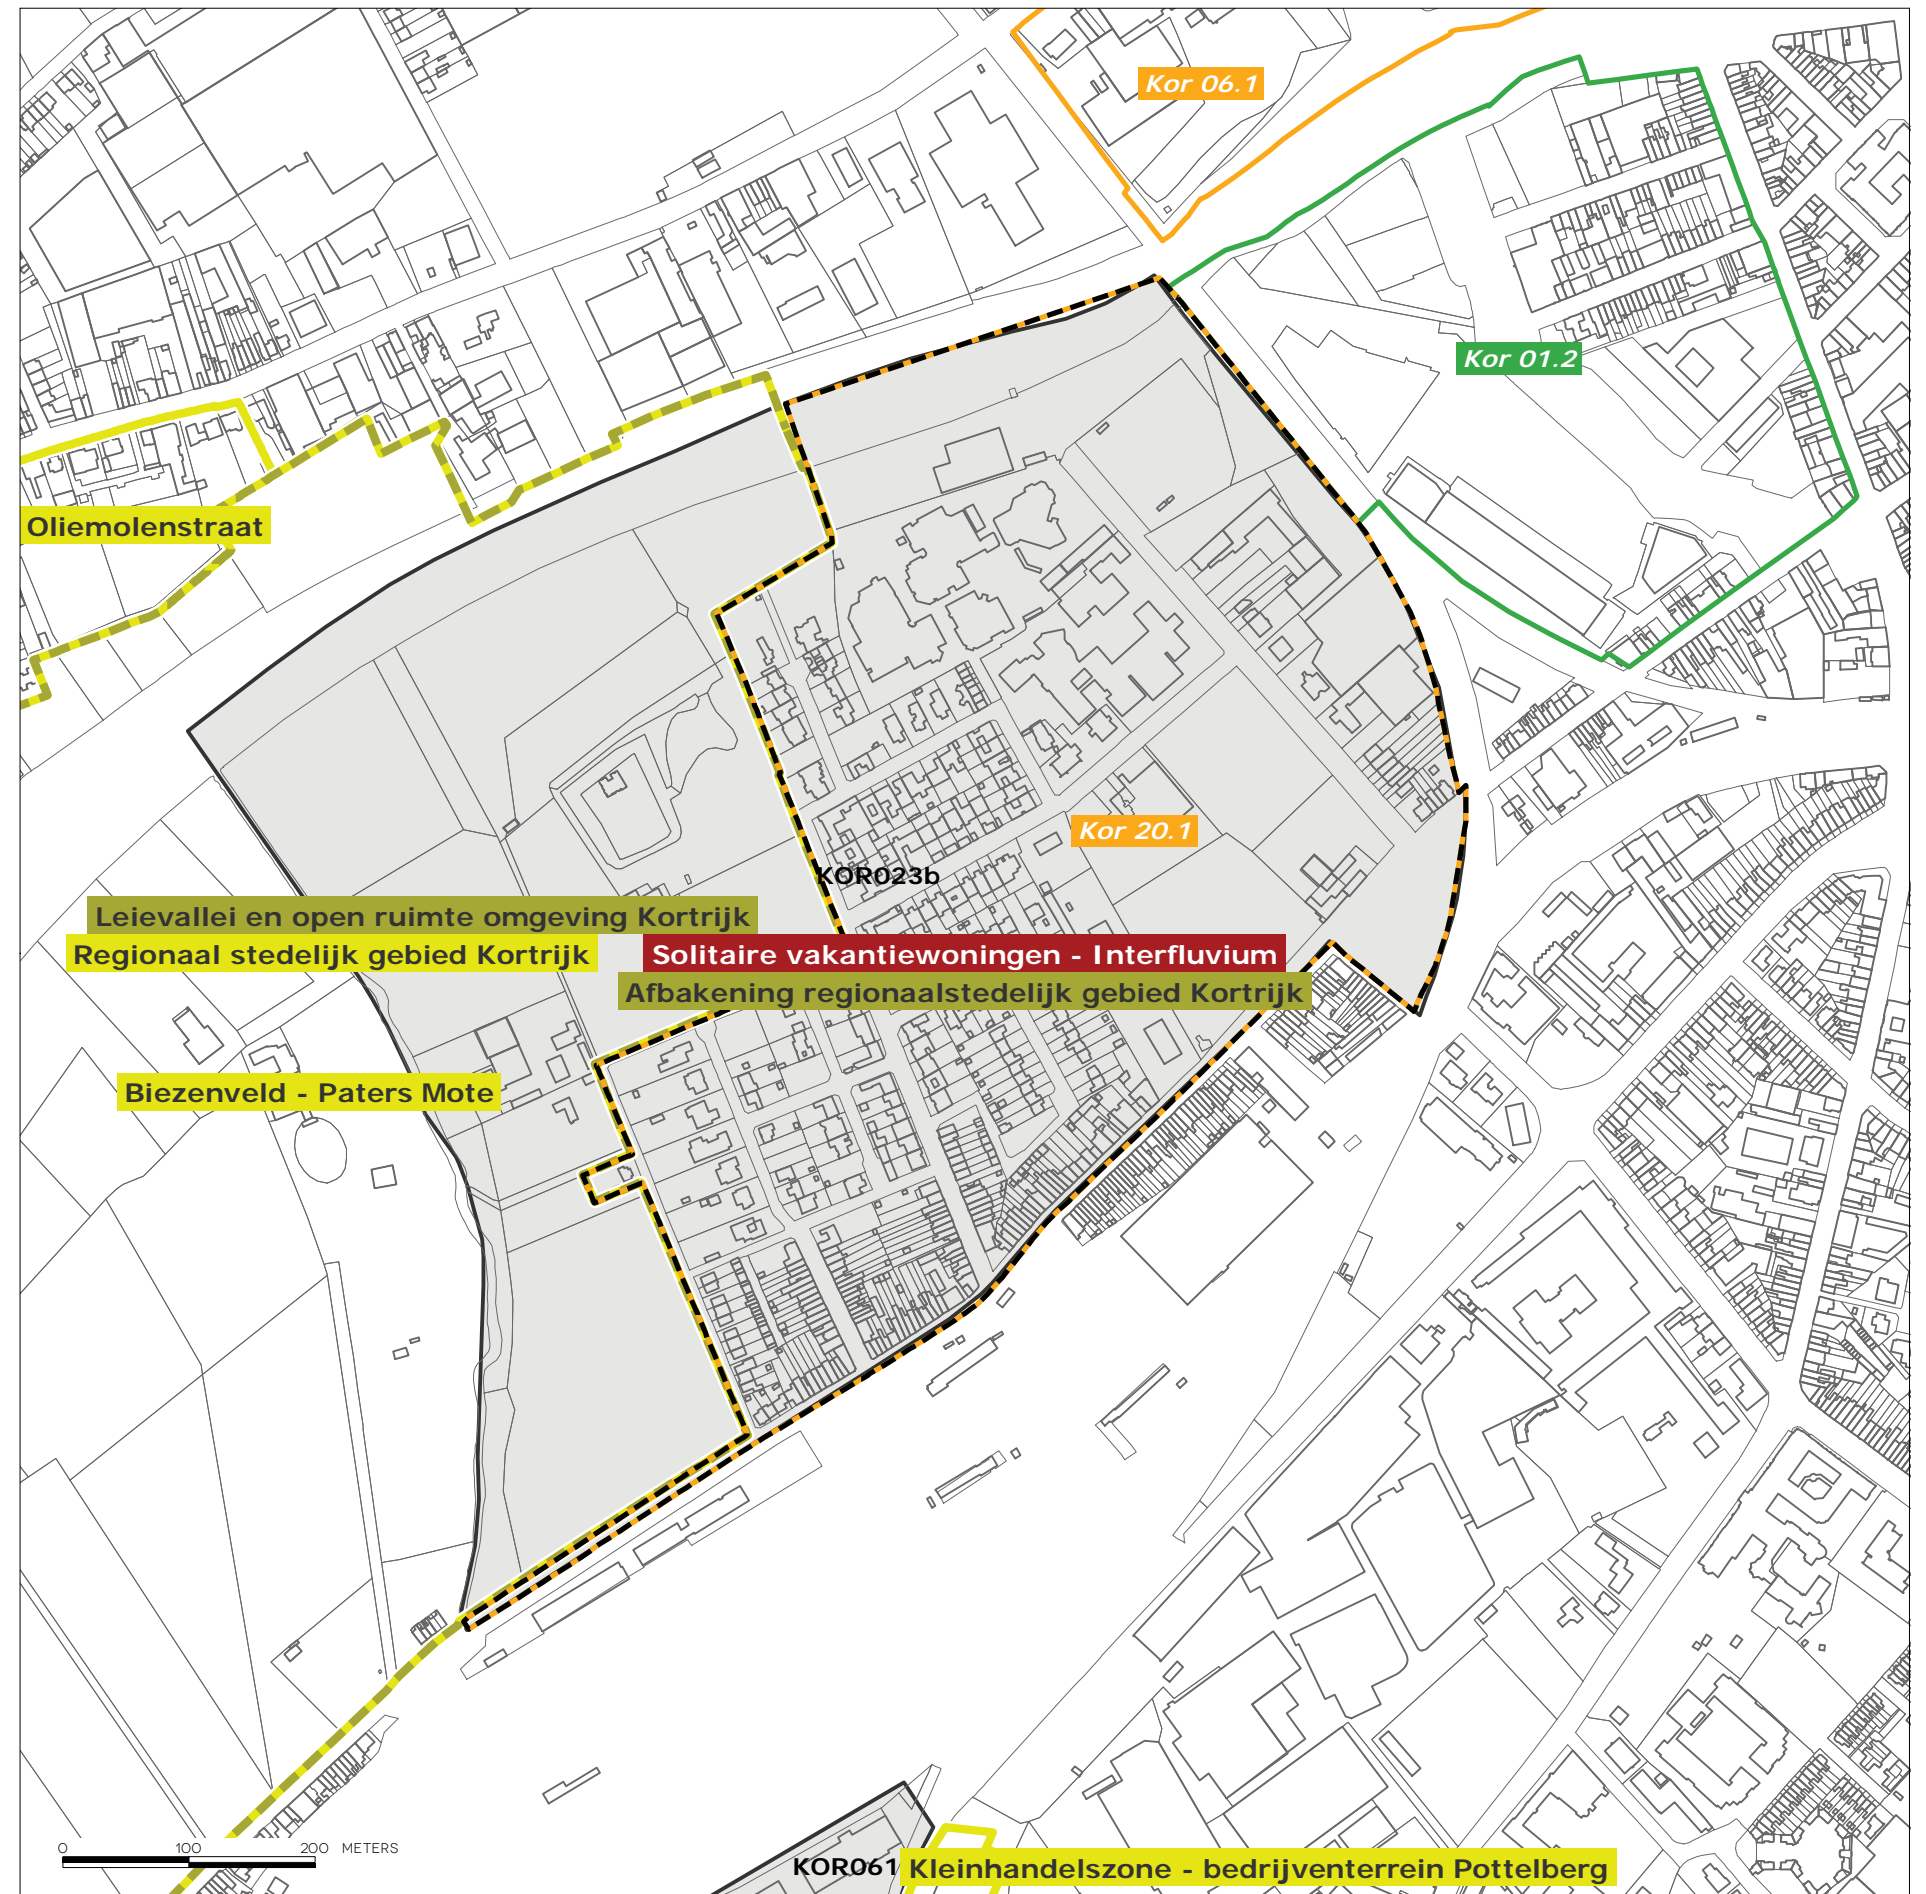 Kor 06.1
Kor 01.2
Oliemolenstraat
Kor 20.1
KOR023b
Leievallei en open ruimte omgeving Kortrijk
Regionaal stedelijk gebied Kortrijk
Solitaire vakantiewoningen - Interfluvium
Afbakening regionaalstedelijk gebied Kortrijk
Biezenveld - Paters Mote
0 100 200 METERS
KOR061
Kleinhandelszone - bedrijventerrein Pottelberg